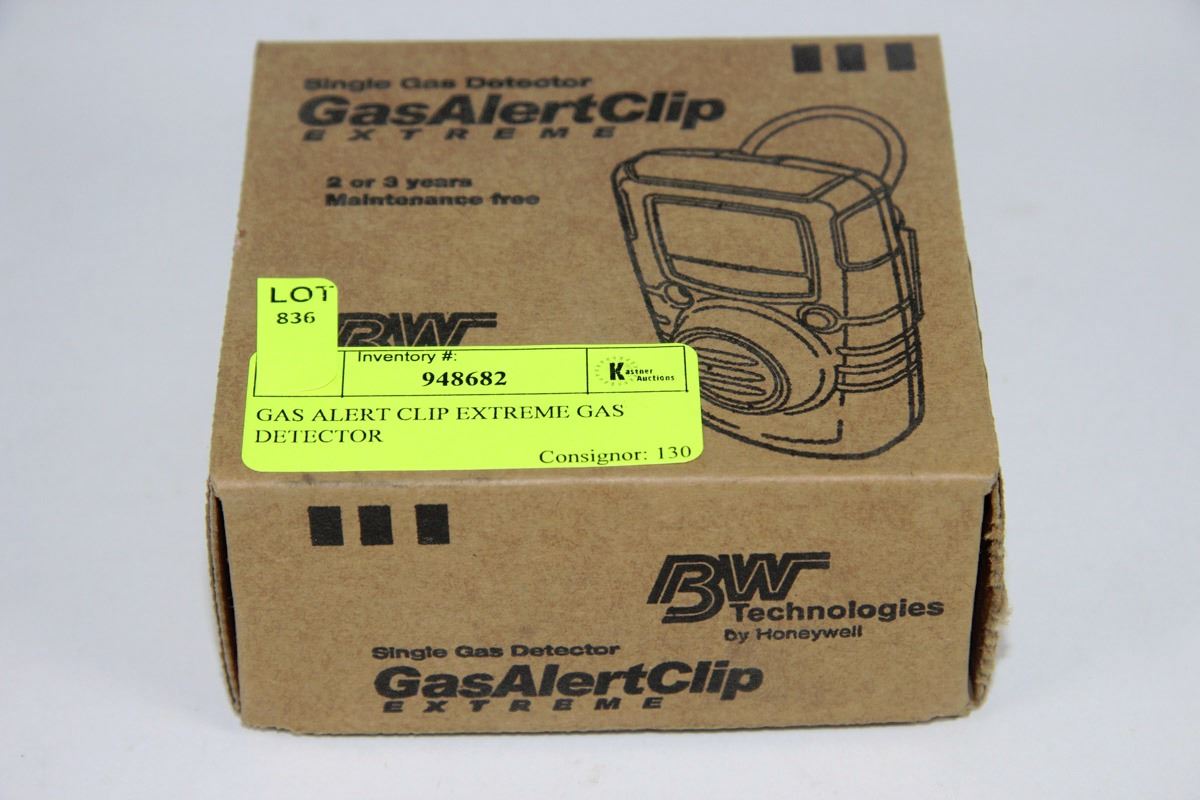 Single Gas Detector
GasAlertClip
EXTREME
2 or 3 years
Maintenance free
LOT
836
BW
Inventory #:
948682
Kastner
Auctions
GAS ALERT CLIP EXTREME GAS
DETECTOR
Consignor: 130
BW
Technologies
By Honeywell
Single Gas Detector
GasAlertClip
EXTREME